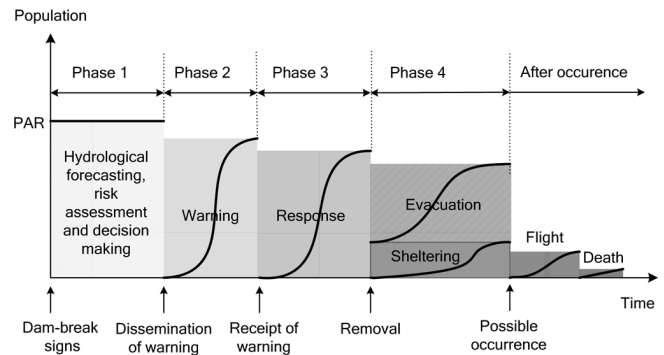 Population
Phase 1
Phase 2
Phase 3
Phase 4
After occurence
PAR
Hydrological
forecasting,
risk
assessment
and decision
making
Warning
Response
Evacuation
Sheltering
Flight
Death
Time
Dam-break
signs
Dissemination
of warning
Receipt of
warning
Removal
Possible
occurrence